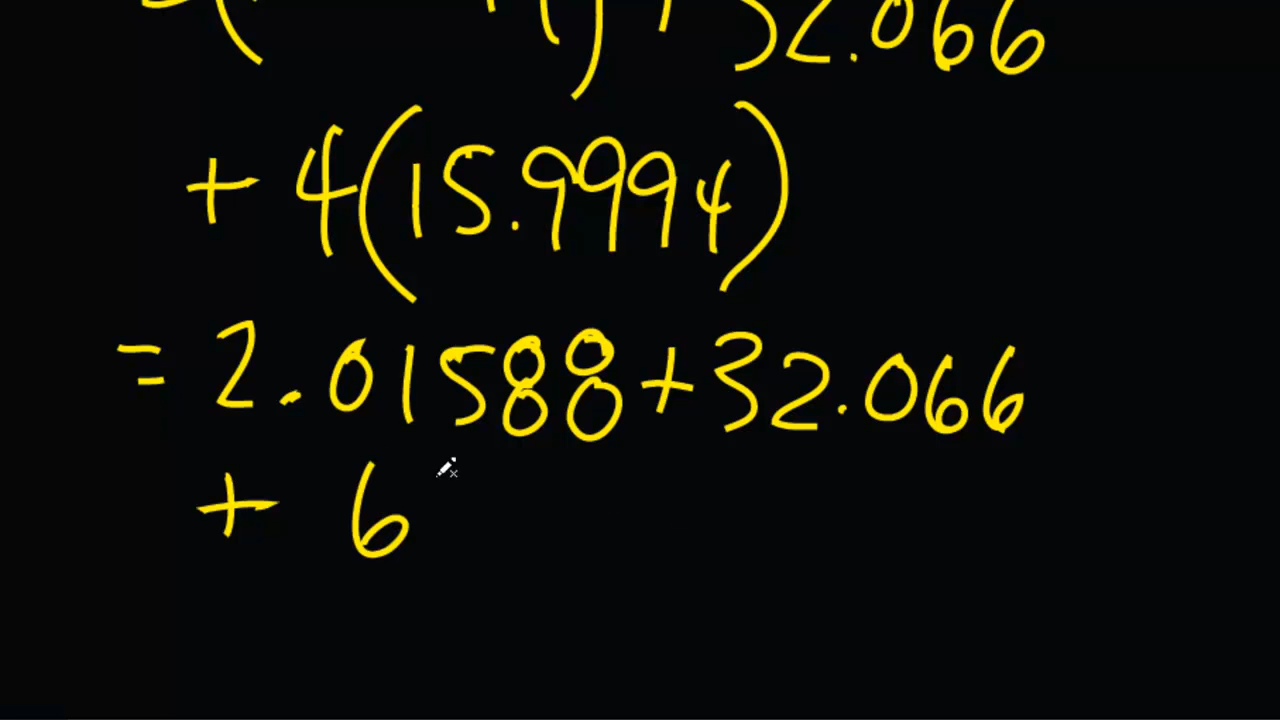 32.066
+ 4(15.9994)
= 2.01588+32.066
+ 6